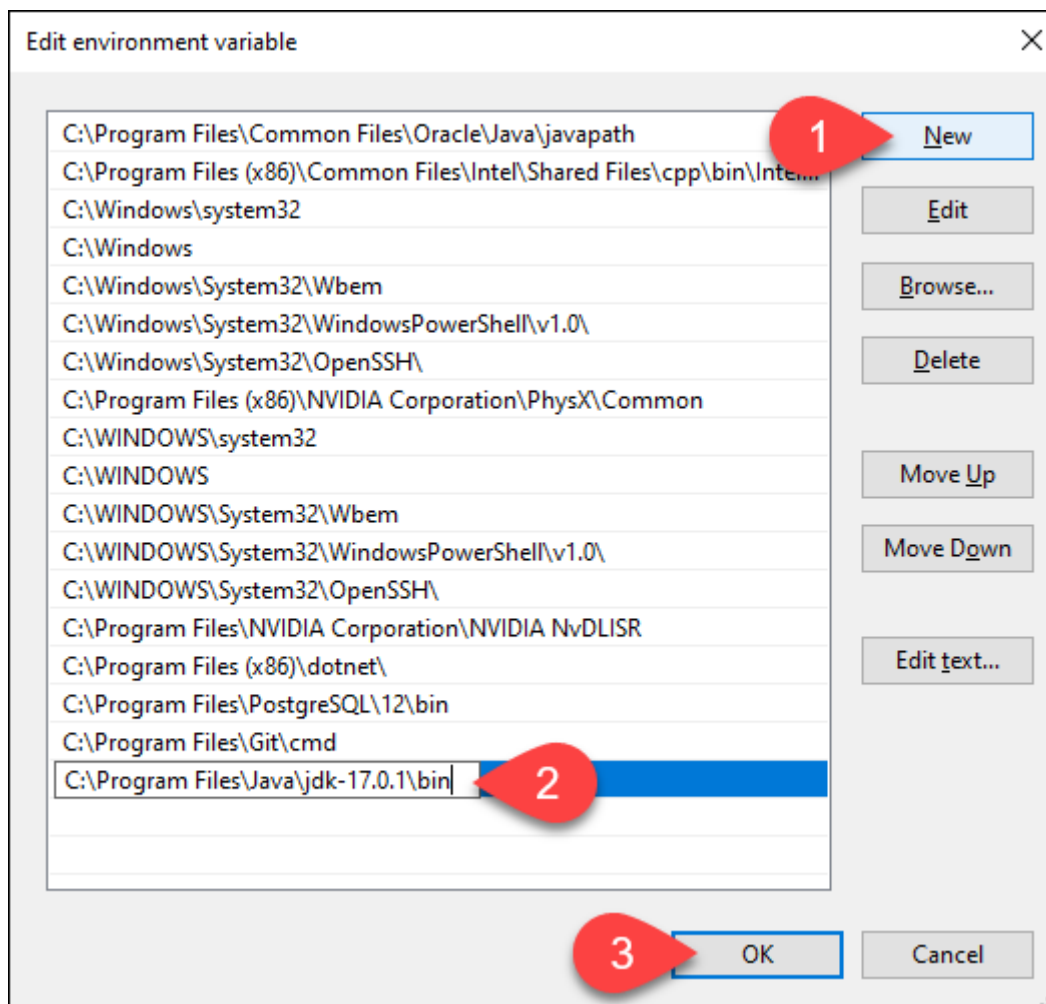 Edit environment variable
C:\Program Files\Common Files\Oracle\Java\javapath
1
New
C:\Program Files (x86)\Common Files\Intel\Shared Files\cpp\bin\Intel...
C:\Windows\system32
Edit
C:\Windows
C:\Windows\System32\Wbem
Browse...
C:\Windows\System32\WindowsPowerShell\v1.0\
C:\Windows\System32\OpenSSH\
Delete
C:\Program Files (x86)\NVIDIA Corporation\PhysX\Common
C:\WINDOWS\system32
C:\WINDOWS
Move Up
C:\WINDOWS\System32\Wbem
C:\WINDOWS\System32\WindowsPowerShell\v1.0\
Move Down
C:\WINDOWS\System32\OpenSSH\
C:\Program Files\NVIDIA Corporation\NVIDIA NvDLISR
C:\Program Files (x86)\dotnet\
Edit text...
C:\Program Files\PostgreSQL\12\bin
C:\Program Files\Git\cmd
C:\Program Files\Java\jdk-17.0.1\bin
2
3
OK
Cancel